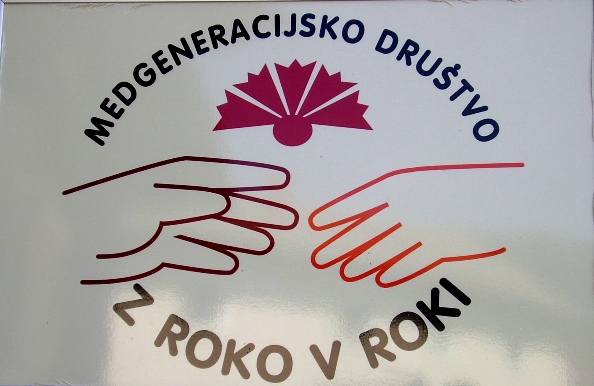 MEDGENERACIJSKO DRUŠTVO
Z ROKO V ROKI